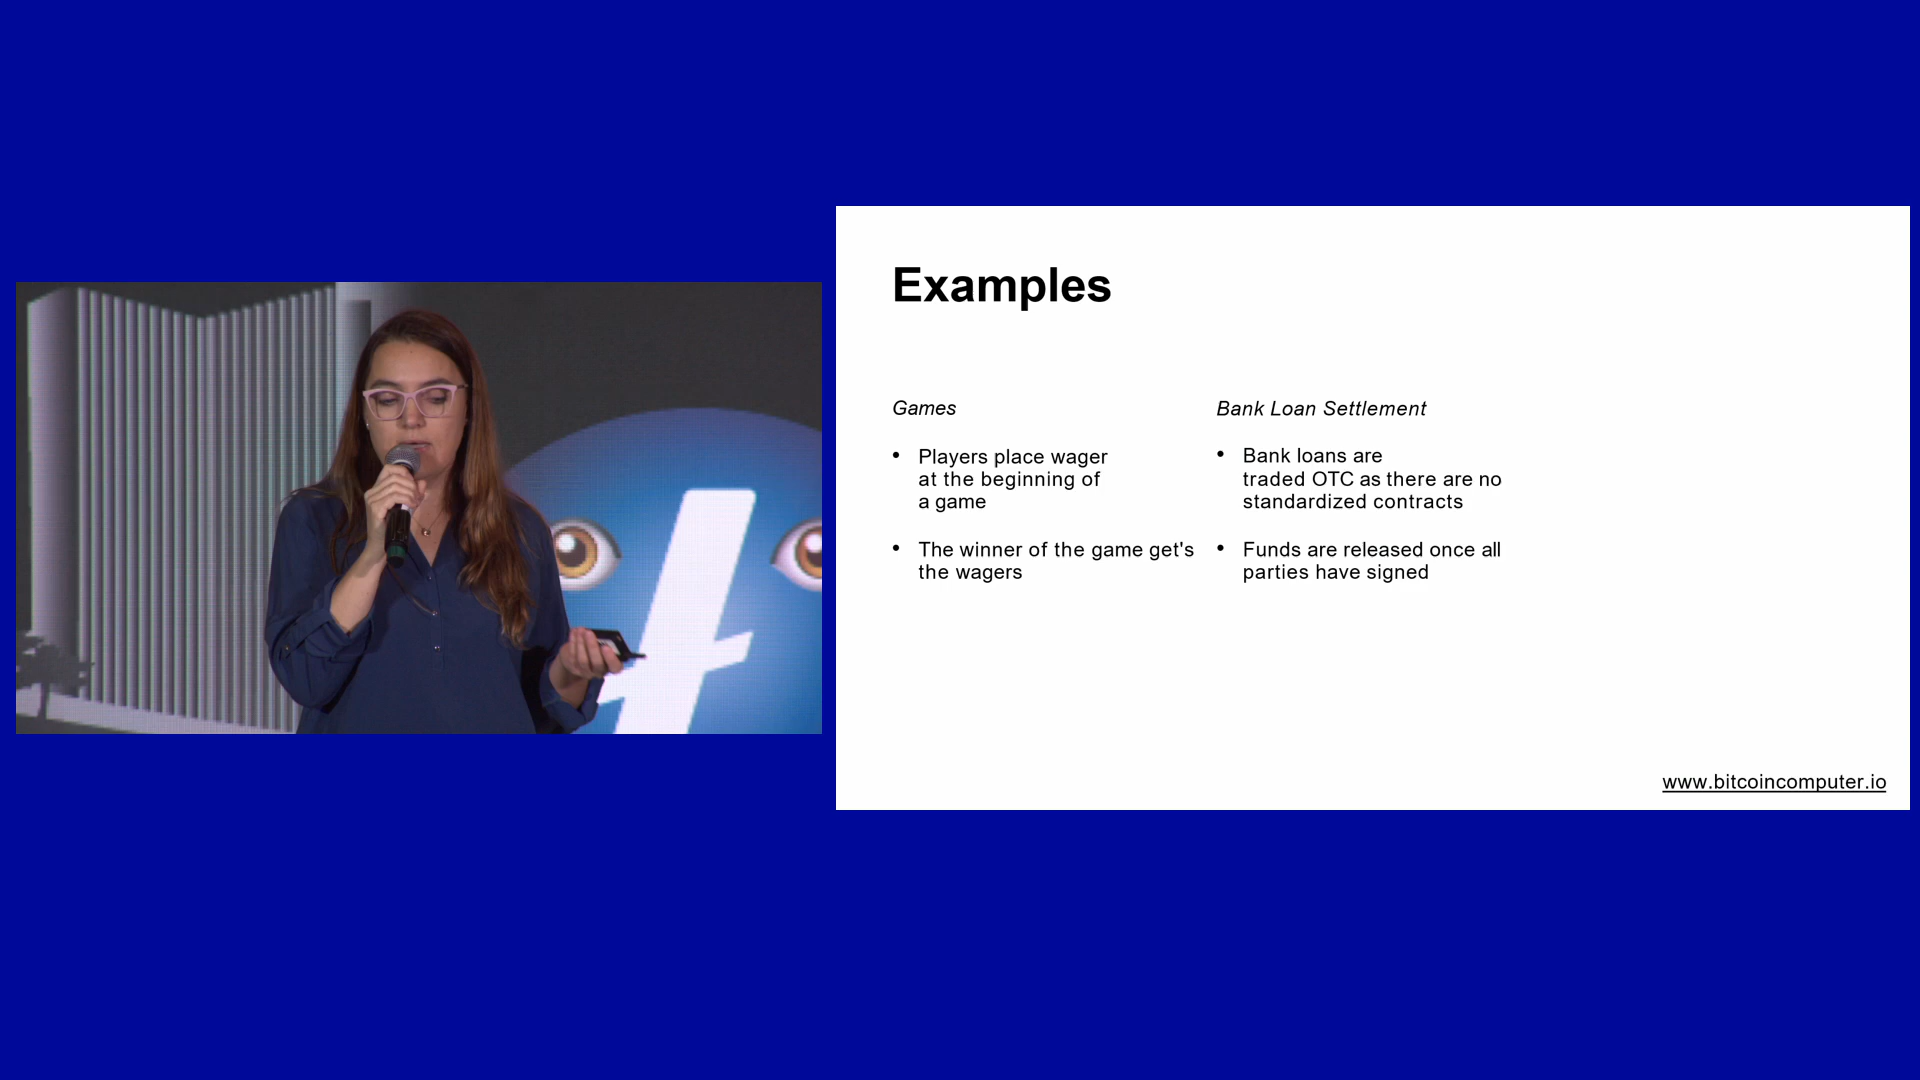 Examples
Games
• Players place wager
at the beginning of
a game
• The winner of the game get's
the wagers
Bank Loan Settlement
• Bank loans are
traded OTC as there are no
standardized contracts
• Funds are released once all
parties have signed
www.bitcoincomputer.io